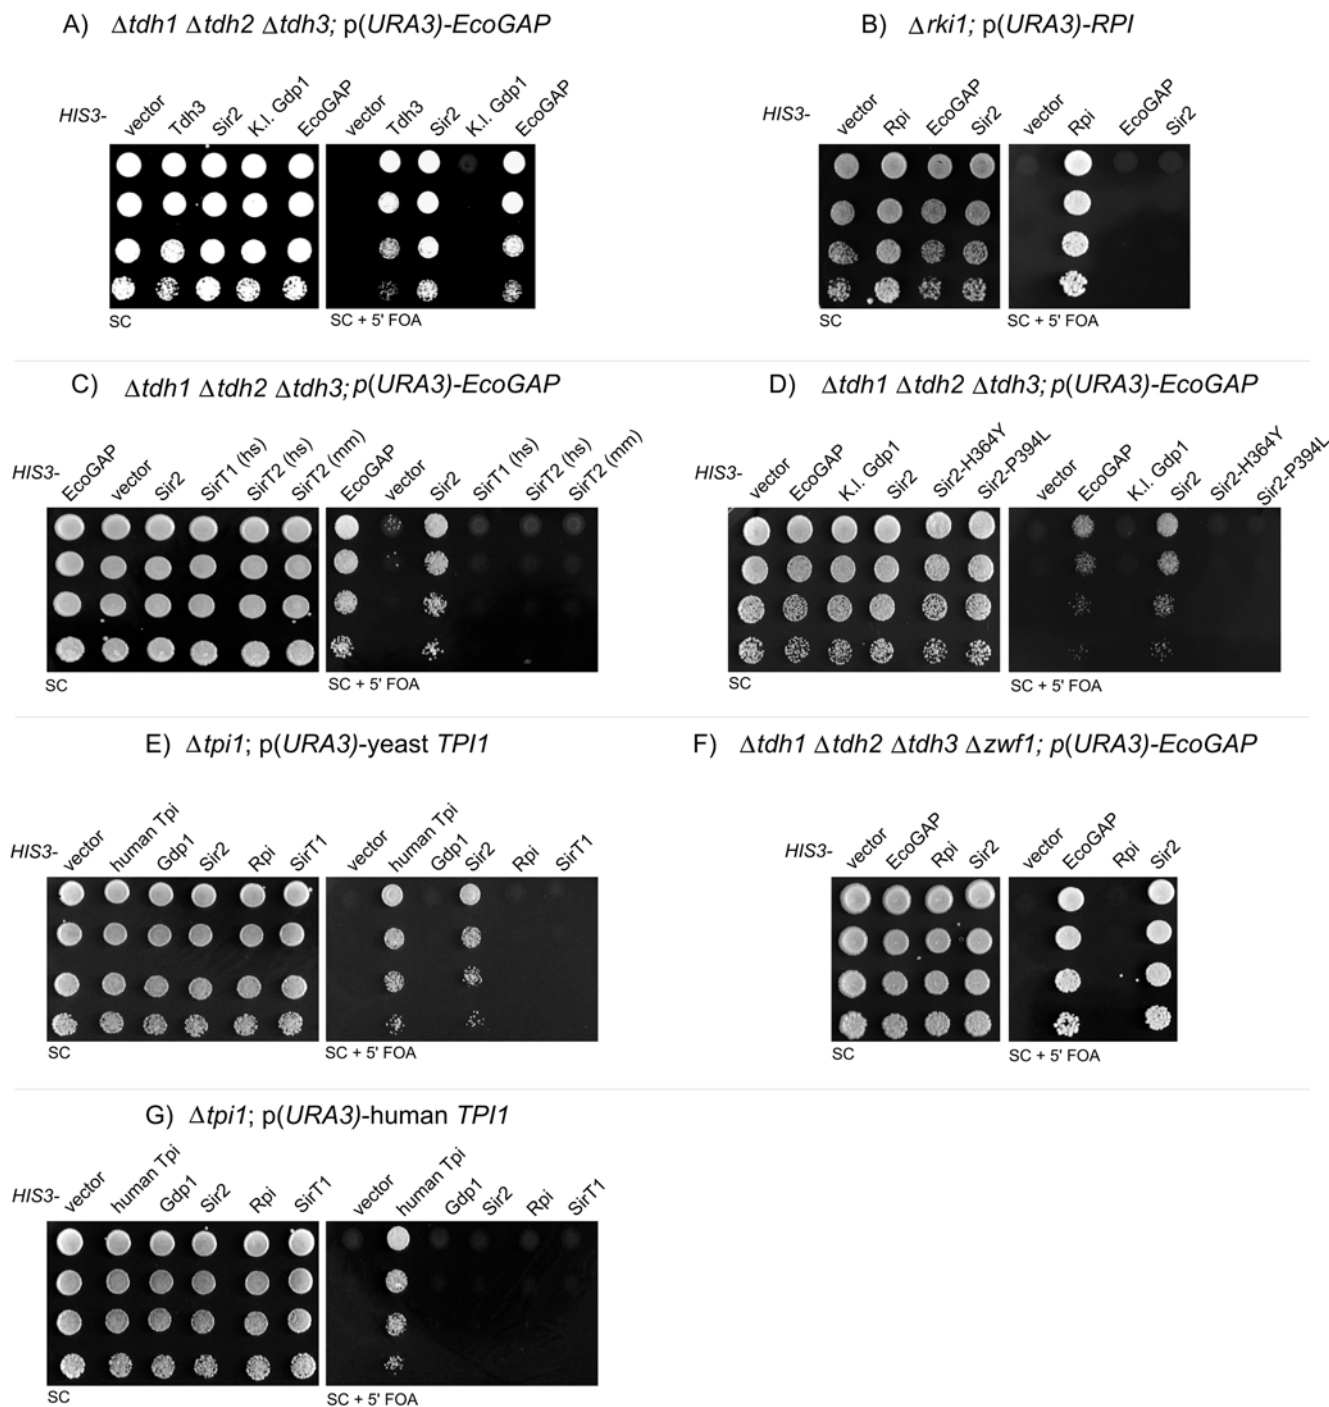 A) Δtdh1 Δtdh2 Δtdh3; p(URA3)-EcoGAP
HIS3- vector Tdh3 Sir2 K.l. Gdp1 EcoGAP vector Tdh3 Sir2 K.l. Gdp1 EcoGAP
SC SC + 5' FOA
B) Δrki1; p(URA3)-RPI
HIS3- vector Rpi EcoGAP Sir2 vector Rpi EcoGAP Sir2
SC SC + 5' FOA
C) Δtdh1 Δtdh2 Δtdh3; p(URA3)-EcoGAP
HIS3- EcoGAP vector Sir2 SirT1 (hs) SirT2 (hs) SirT2 (mm) EcoGAP vector Sir2 SirT1 (hs) SirT2 (hs) SirT2 (mm)
SC SC + 5' FOA
D) Δtdh1 Δtdh2 Δtdh3; p(URA3)-EcoGAP
HIS3- vector EcoGAP K.l. Gdp1 Sir2 Sir2-H364Y Sir2-P394L vector EcoGAP K.l. Gdp1 Sir2 Sir2-H364Y Sir2-P394L
SC SC + 5' FOA
E) Δtpi1; p(URA3)-yeast TPI1
HIS3- vector human Tpi Gdp1 Sir2 Rpi SirT1 vector human Tpi Gdp1 Sir2 Rpi SirT1
SC SC + 5' FOA
F) Δtdh1 Δtdh2 Δtdh3 Δzwf1; p(URA3)-EcoGAP
HIS3- vector EcoGAP Rpi Sir2 vector EcoGAP Rpi Sir2
SC SC + 5' FOA
G) Δtpi1; p(URA3)-human TPI1
HIS3- vector human Tpi Gdp1 Sir2 Rpi SirT1 vector human Tpi Gdp1 Sir2 Rpi SirT1
SC SC + 5' FOA